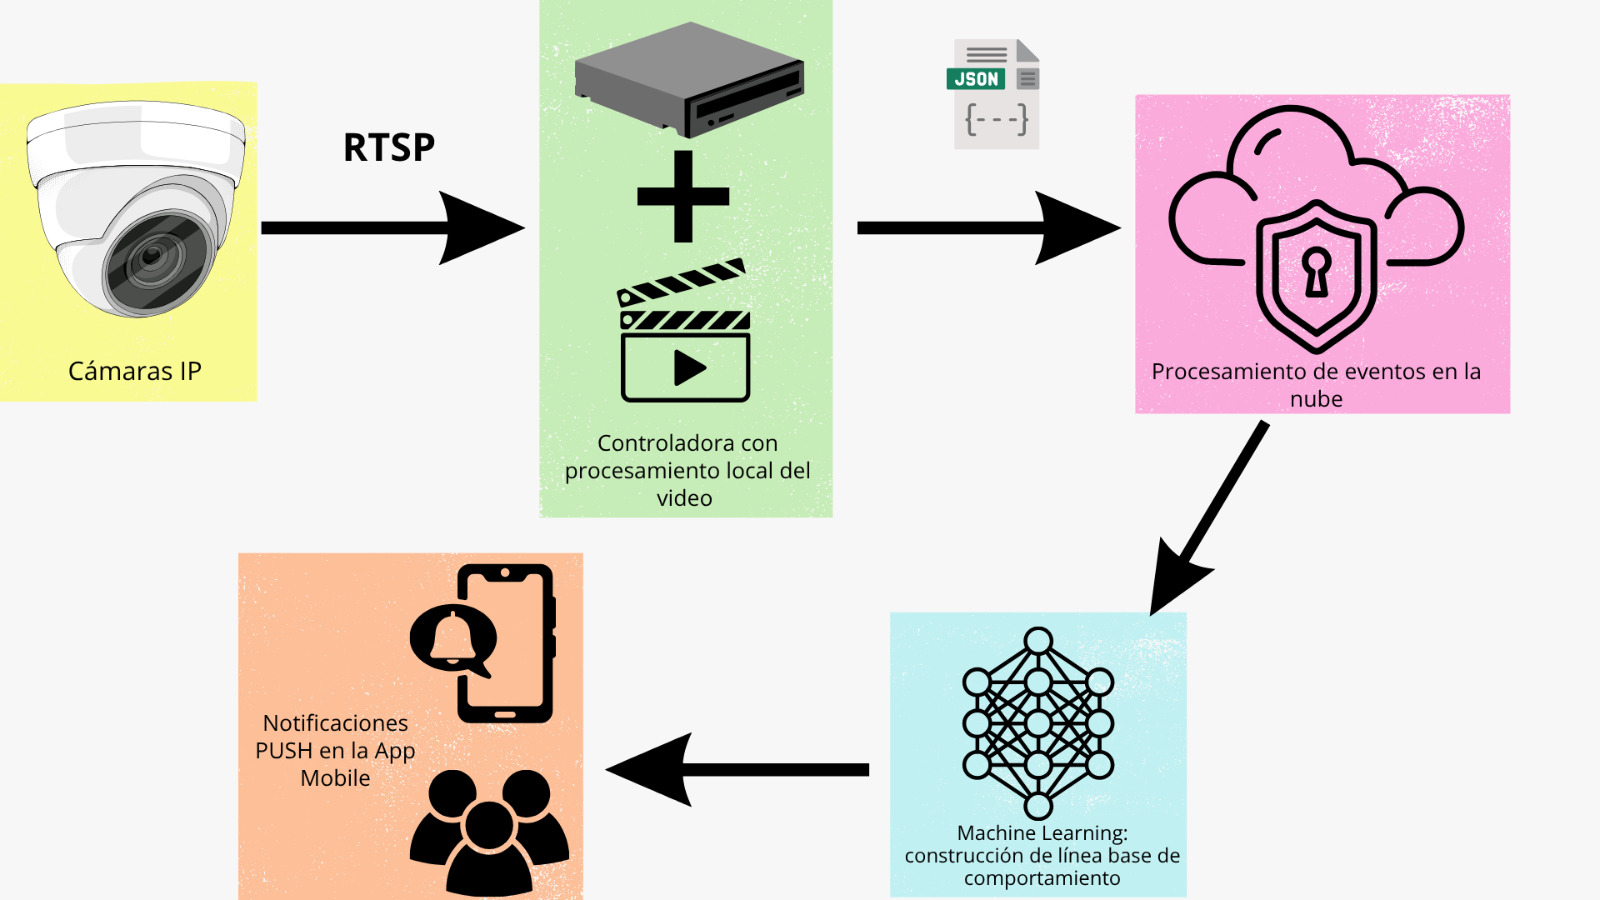 Cámaras IP
RTSP
Controladora con
procesamiento local del
video
JSON
{---}
Procesamiento de eventos en la
nube
Machine Learning:
construcción de línea base de
comportamiento
Notificaciones
PUSH en la App
Mobile